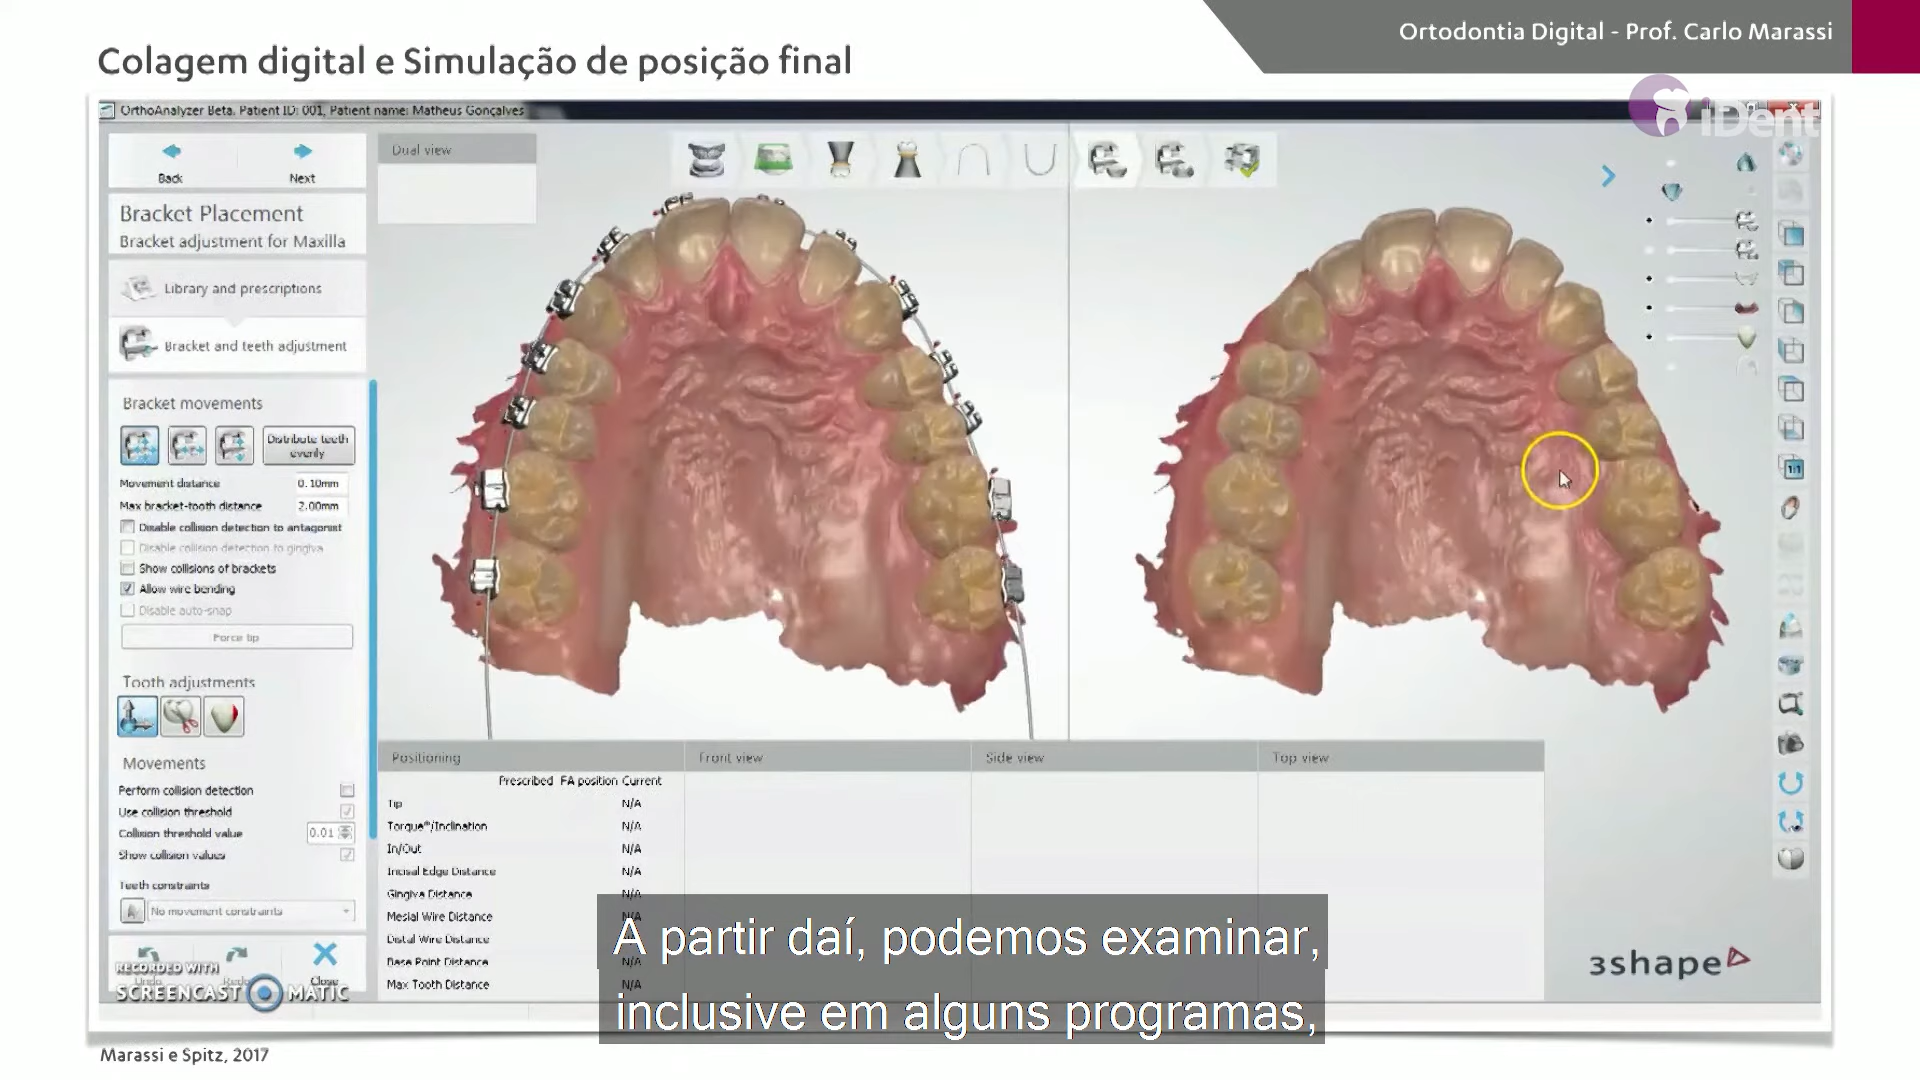 Ortodontia Digital - Prof. Carlo Marassi
Colagem digital e Simulação de posição final
iDent
OrthoAnalyzer Beta. Patient ID: 001, Patient name: Matheus Gonçalves
Back
Next
Dual view
Bracket Placement
Bracket adjustment for Maxilla
Library and prescriptions
Bracket and teeth adjustment
Bracket movements
Distribute teeth
evenly
Movement distance 0.10mm
Max bracket-tooth distance 2.00mm
Disable collision detection to antagonist
Disable collision detection to gingiva
Show collisions of brackets
Allow wire bending
Disable auto-snap
Force tip
Tooth adjustments
Movements
Perform collision detection
Use collision threshold
Collision threshold value 0.01
Show collision values
Teeth constraints
No movement constraints
Undo
Redo
Close
RECORDED WITH
SCREENCAST MATIC
1:1
Positioning
Front view
Side view
Top view
Prescribed FA position Current
Tip N/A
Torque*/Inclination N/A
In/Out N/A
Incisal Edge Distance N/A
Gingiva Distance N/A
Mesial Wire Distance N/A
Distal Wire Distance N/A
Base Point Distance N/A
Max Tooth Distance N/A
A partir daí, podemos examinar,
inclusive em alguns programas,
3shape
Marassi e Spitz, 2017